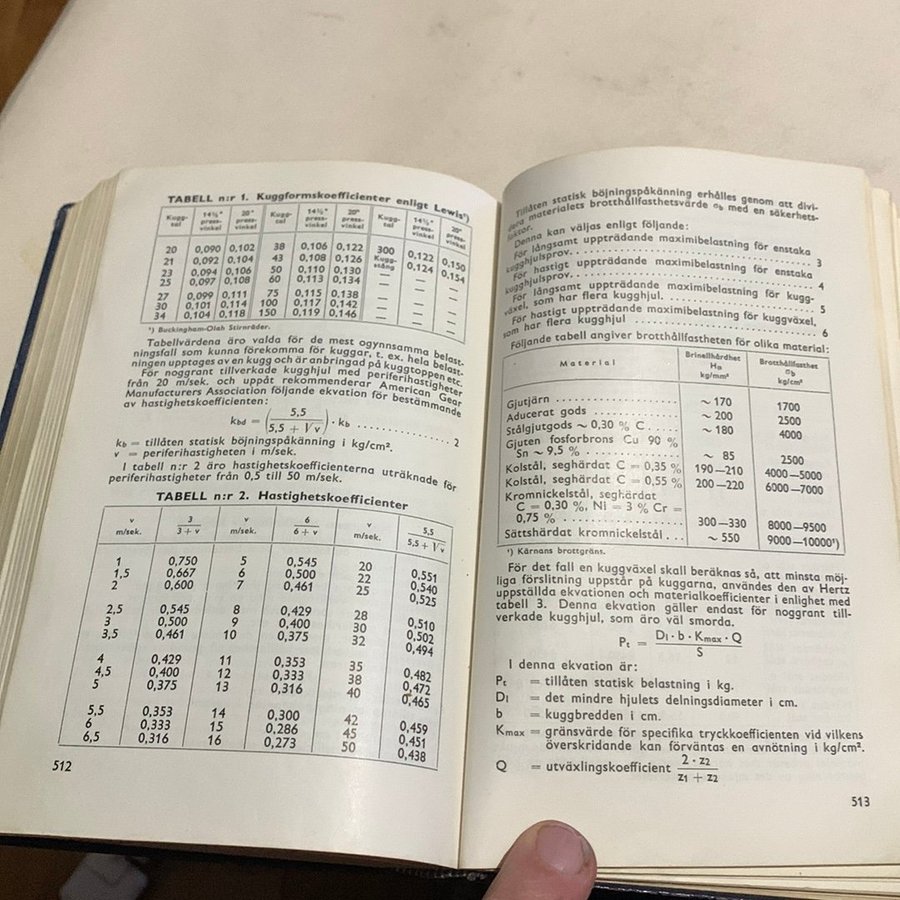 TABELL n:r 1. Kuggformskoefficienter enligt Lewis¹)
Kugg-tal 14½° press-vinkel 20° press-vinkel Kugg-tal 14½° press-vinkel 20° press-vinkel Kugg-tal 14½° press-vinkel 20° press-vinkel
20 0,090 0,102 38 0,106 0,122 300 0,122 0,150
21 0,092 0,104 43 0,108 0,126 Kugg-stång 0,124 0,154
23 0,094 0,106 50 0,110 0,130 — — —
25 0,097 0,108 60 0,113 0,134 — — —
27 0,099 0,111 75 0,115 0,138 — — —
30 0,101 0,114 100 0,117 0,142 — — —
34 0,104 0,118 150 0,119 0,146 — — —
¹) Buckingham-Olah Stirnräder.
Tabellvärdena äro valda för de mest ogynnsamma belast-
ningsfall som kunna förekomma för kuggar, t. ex. hela belast-
ningen upptages av en kugg och är anbringad på kuggtoppen etc.
För noggrant tillverkade kugghjul med periferihastigheter
från 20 m/sek. och uppåt rekommenderar American Gear
Manufacturers Association följande ekvation för bestämmande
av hastighetskoefficienten:
kbd = (5,5 / 5,5 + √v) · kb .................. 2
kb = tillåten statisk böjningspåkänning i kg/cm².
v = periferihastigheten i m/sek.
I tabell n:r 2 äro hastighetskoefficienterna uträknade för
periferihastigheter från 0,5 till 50 m/sek.
TABELL n:r 2. Hastighetskoefficienter
v m/sek. 3 / 3 + v v m/sek. 6 / 6 + v v m/sek. 5,5 / 5,5 + √v
1 0,750 5 0,545 20 0,551
1,5 0,667 6 0,500 22 0,540
2 0,600 7 0,461 25 0,525
2,5 0,545 8 0,429 28 0,510
3 0,500 9 0,400 30 0,502
3,5 0,461 10 0,375 32 0,494
4 0,429 11 0,353 35 0,482
4,5 0,400 12 0,333 38 0,472
5 0,375 13 0,316 40 0,465
5,5 0,353 14 0,300 42 0,459
6 0,333 15 0,286 45 0,451
6,5 0,316 16 0,273 50 0,438
512
Tillåten statisk böjningspåkänning erhålles genom att divi-
dera materialets brotthållfasthetsvärde σb med en säkerhets-
faktor.
Denna kan väljas enligt följande:
För långsamt uppträdande maximibelastning för enstaka
kugghjulsprov. .................. 3
För hastigt uppträdande maximibelastning för enstaka
kugghjulsprov. .................. 4
För långsamt uppträdande maximibelastning för kugg-
växel, som har flera kugghjul. .................. 5
För hastigt uppträdande maximibelastning för kuggväxel,
som har flera kugghjul .................. 6
Följande tabell angiver brotthållfastheten för olika material:
Material Brinellhårdhet HB kg/mm² Brotthållfasthet σb kg/cm²
Gjutjärn ........ ~ 170 1700
Aducerat gods ........ ~ 200 2500
Stålgjutgods ~ 0,30 % C ..... ~ 180 4000
Gjuten fosforbrons Cu 90 %
Sn ~ 9,5 % ........ ~ 85 2500
Kolstål, seghärdat C = 0,35 % 190—210 4000—5000
Kolstål, seghärdat C = 0,55 % 200—220 6000—7000
Kromnickelstål, seghärdat
C = 0,30 %, Ni = 3 % Cr =
0,75 % ........ 300—330 8000—9500
Sättshärdat kromnickelstål ... ~ 550 9000—10000¹)
¹) Kärnans brottgräns.
För det fall en kuggväxel skall beräknas så, att minsta möj-
liga förslitning uppstår på kuggarna, användes den av Hertz
uppställda ekvationen och materialkoefficienter i enlighet med
tabell 3. Denna ekvation gäller endast för noggrant till-
verkade kugghjul, som äro väl smorda.
Pt = D₁ · b · Kmax · Q / S
I denna ekvation är:
Pt = tillåten statisk belastning i kg.
D₁ = det mindre hjulets delningsdiameter i cm.
b = kuggbredden i cm.
Kmax = gränsvärde för specifika tryckkoefficienten vid vilkens
överskridande kan förväntas en avnötning i kg/cm².
Q = utväxlingskoefficient 2 · z₂ / z₁ + z₂
513